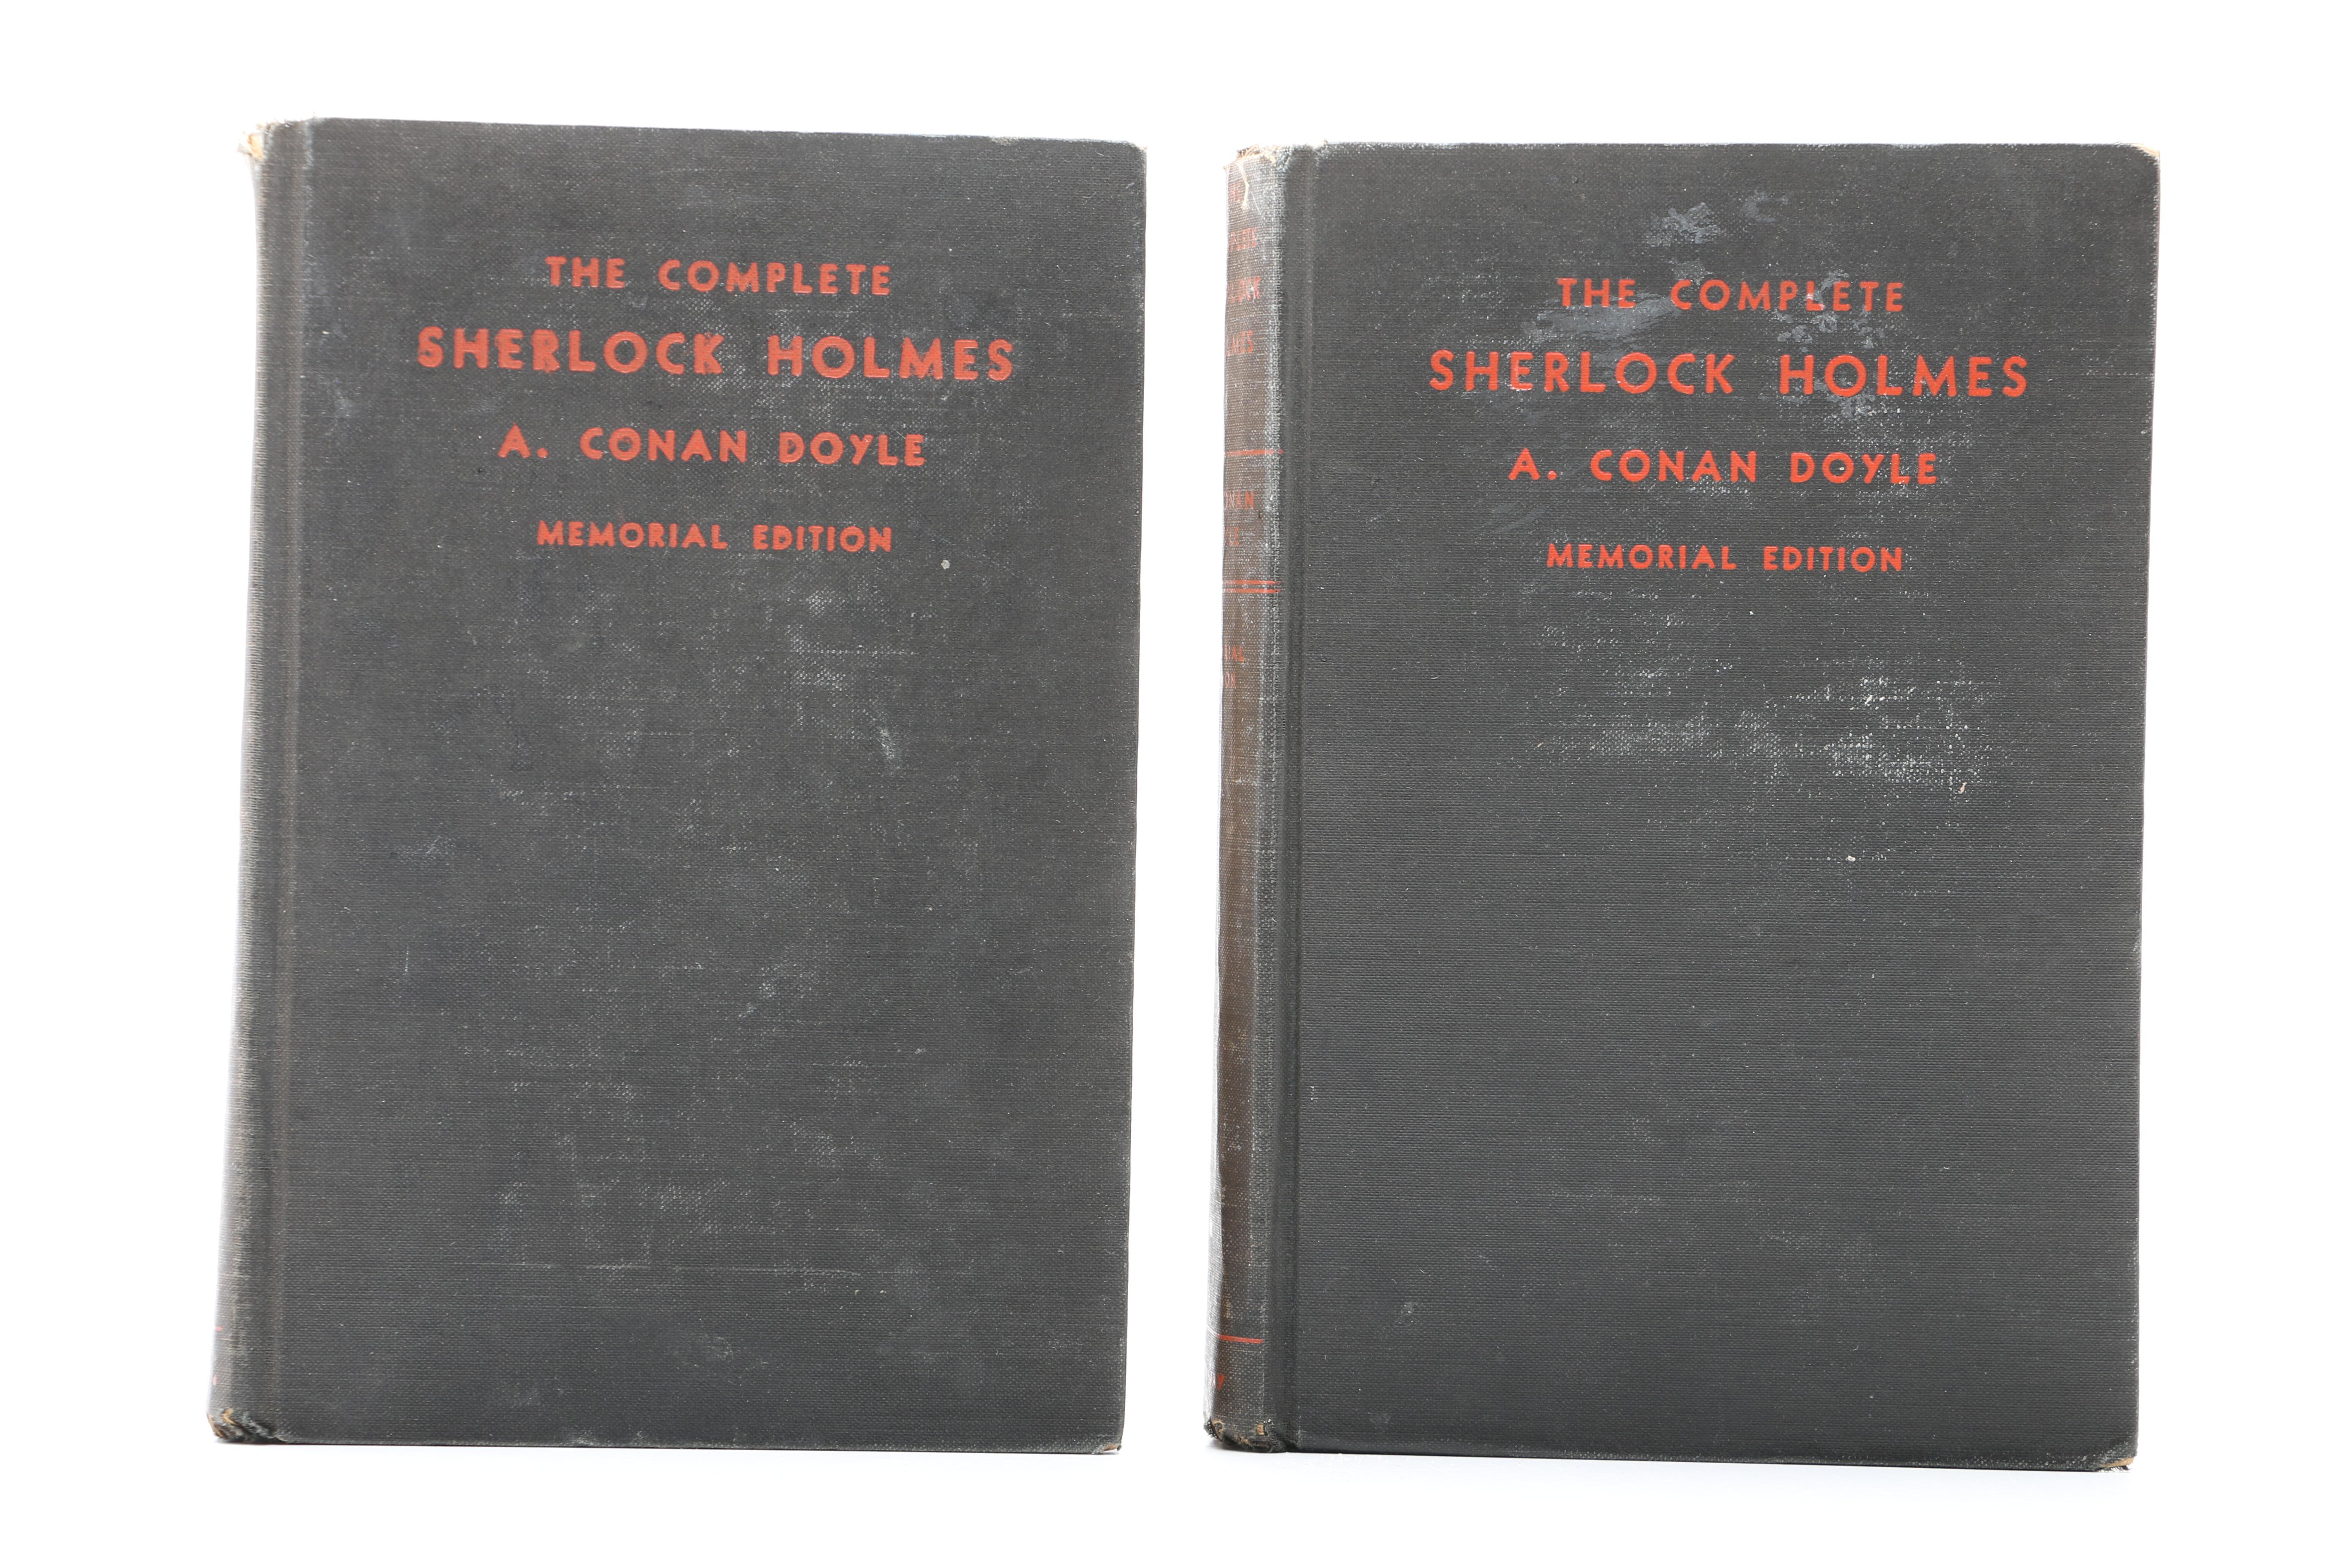 THE COMPLETE
SHERLOCK HOLMES
A. CONAN DOYLE
MEMORIAL EDITION
THE COMPLETE
SHERLOCK HOLMES
A. CONAN DOYLE
MEMORIAL EDITION